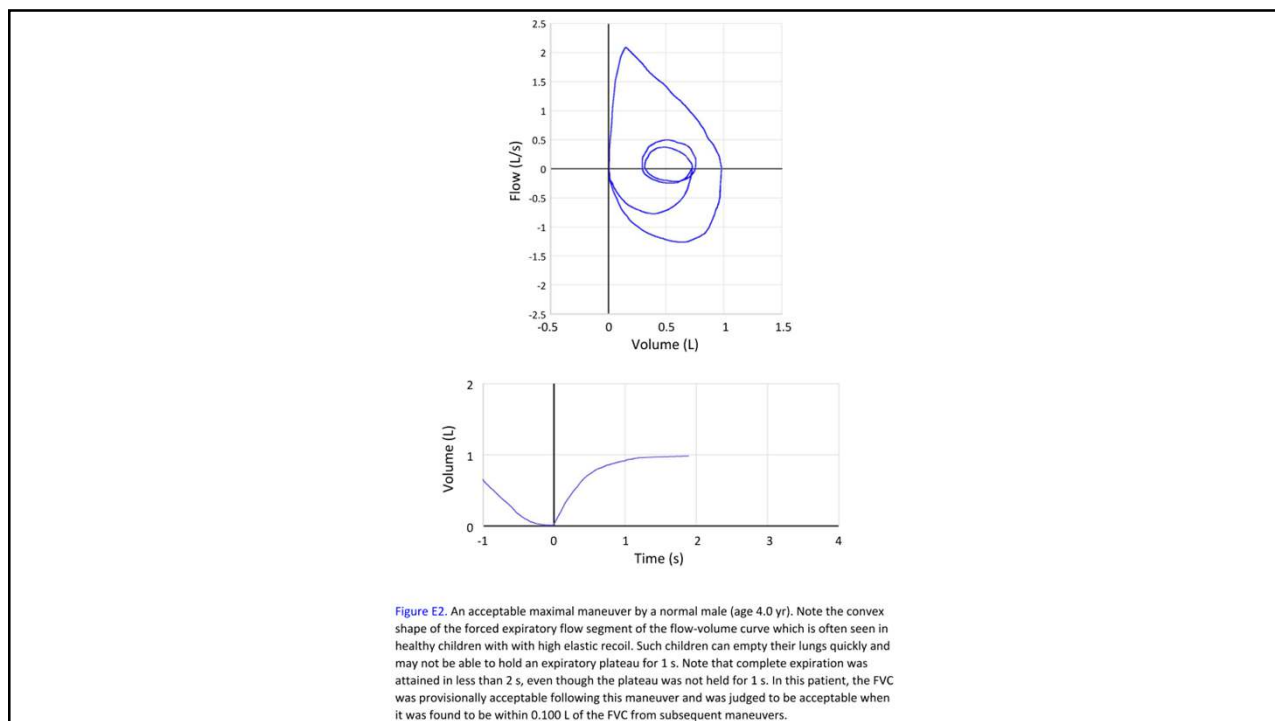 2.5
2
1.5
1
0.5
0
-0.5
-1
-1.5
-2
-2.5
Flow (L/s)
-0.5 0 0.5 1 1.5
Volume (L)
2
1
0
Volume (L)
-1 0 1 2 3 4
Time (s)
Figure E2. An acceptable maximal maneuver by a normal male (age 4.0 yr). Note the convex
shape of the forced expiratory flow segment of the flow-volume curve which is often seen in
healthy children with with high elastic recoil. Such children can empty their lungs quickly and
may not be able to hold an expiratory plateau for 1 s. Note that complete expiration was
attained in less than 2 s, even though the plateau was not held for 1 s. In this patient, the FVC
was provisionally acceptable following this maneuver and was judged to be acceptable when
it was found to be within 0.100 L of the FVC from subsequent maneuvers.